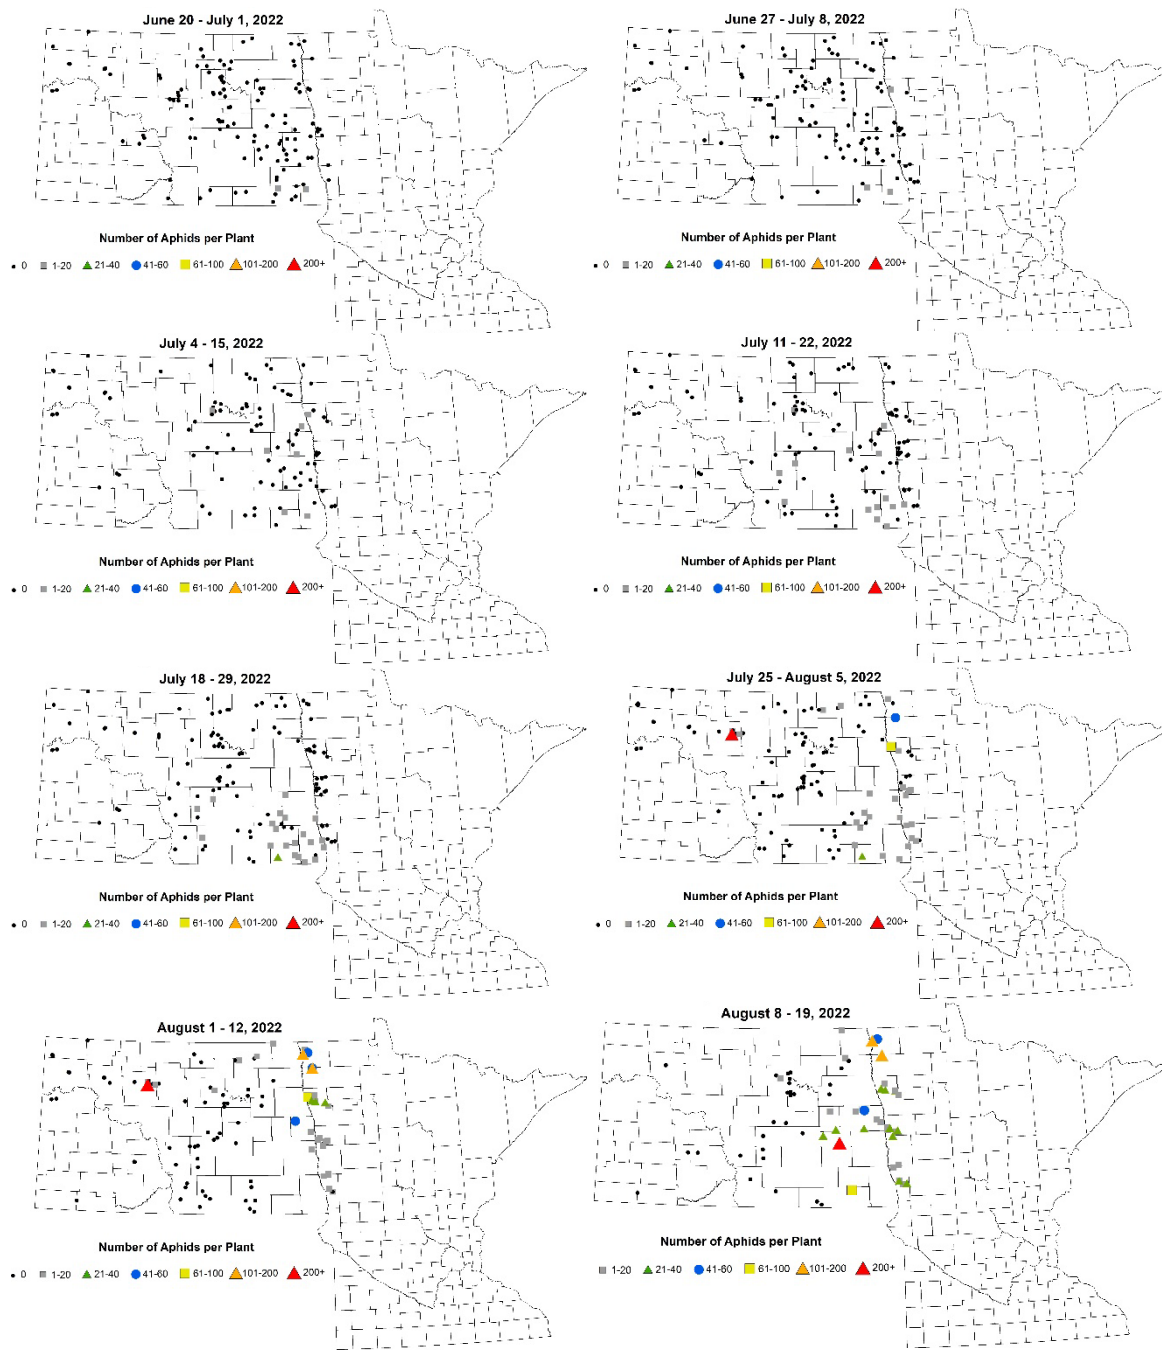 June 20 - July 1, 2022
Number of Aphids per Plant
0 1-20 21-40 41-60 61-100 101-200 200+
June 27 - July 8, 2022
Number of Aphids per Plant
0 1-20 21-40 41-60 61-100 101-200 200+
July 4 - 15, 2022
Number of Aphids per Plant
0 1-20 21-40 41-60 61-100 101-200 200+
July 11 - 22, 2022
Number of Aphids per Plant
0 1-20 21-40 41-60 61-100 101-200 200+
July 18 - 29, 2022
Number of Aphids per Plant
0 1-20 21-40 41-60 61-100 101-200 200+
July 25 - August 5, 2022
Number of Aphids per Plant
0 1-20 21-40 41-60 61-100 101-200 200+
August 1 - 12, 2022
Number of Aphids per Plant
0 1-20 21-40 41-60 61-100 101-200 200+
August 8 - 19, 2022
Number of Aphids per Plant
1-20 21-40 41-60 61-100 101-200 200+